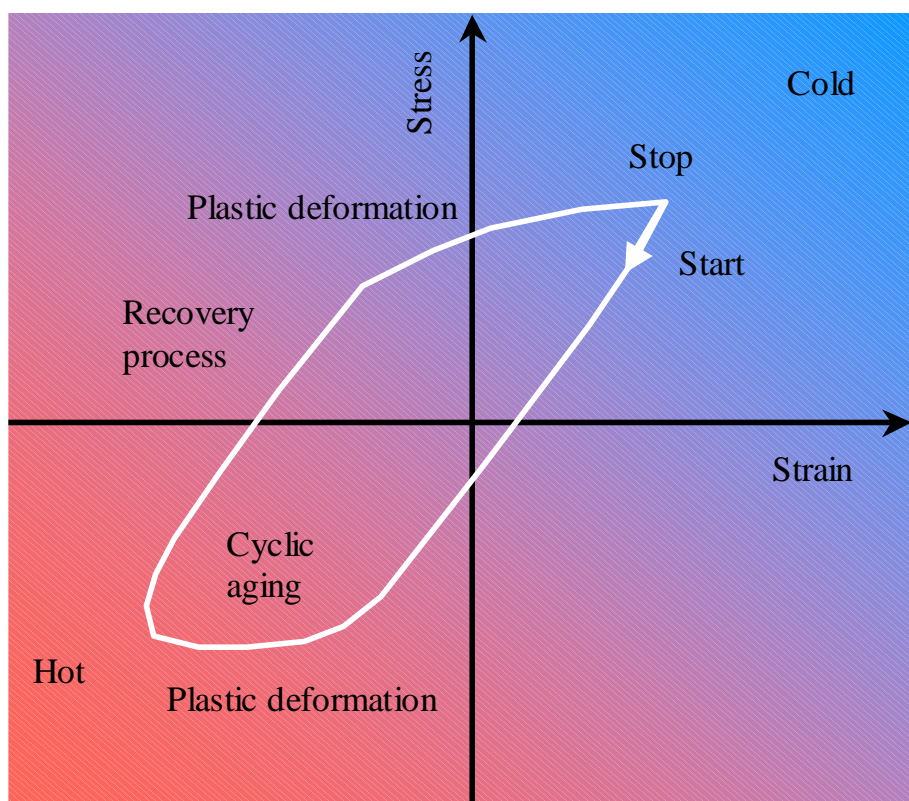 Stress
Cold
Stop
Plastic deformation
Start
Recovery
process
Strain
Cyclic
aging
Hot
Plastic deformation